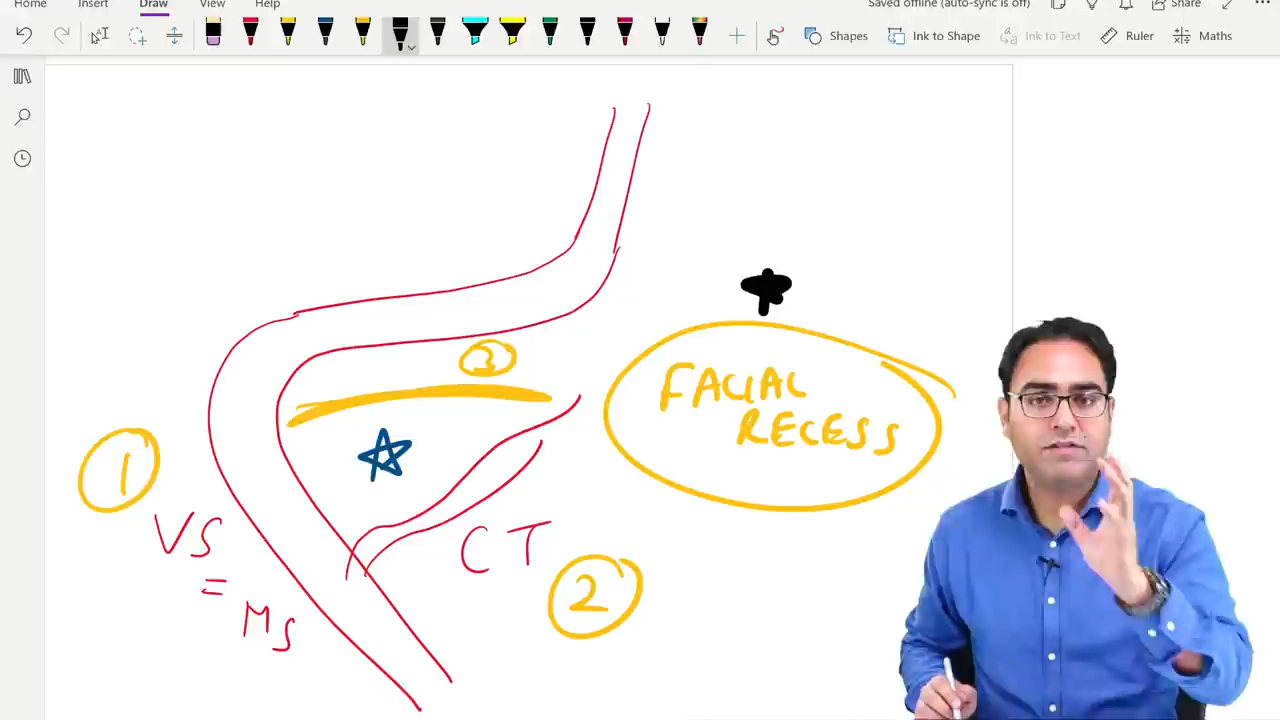 Home Insert Draw View Help Saved offline (auto-sync is off) Share
Shapes Ink to Shape Ink to Text Ruler Maths
3
FACIAL
RECESS
1
VS
=
MS
CT
2